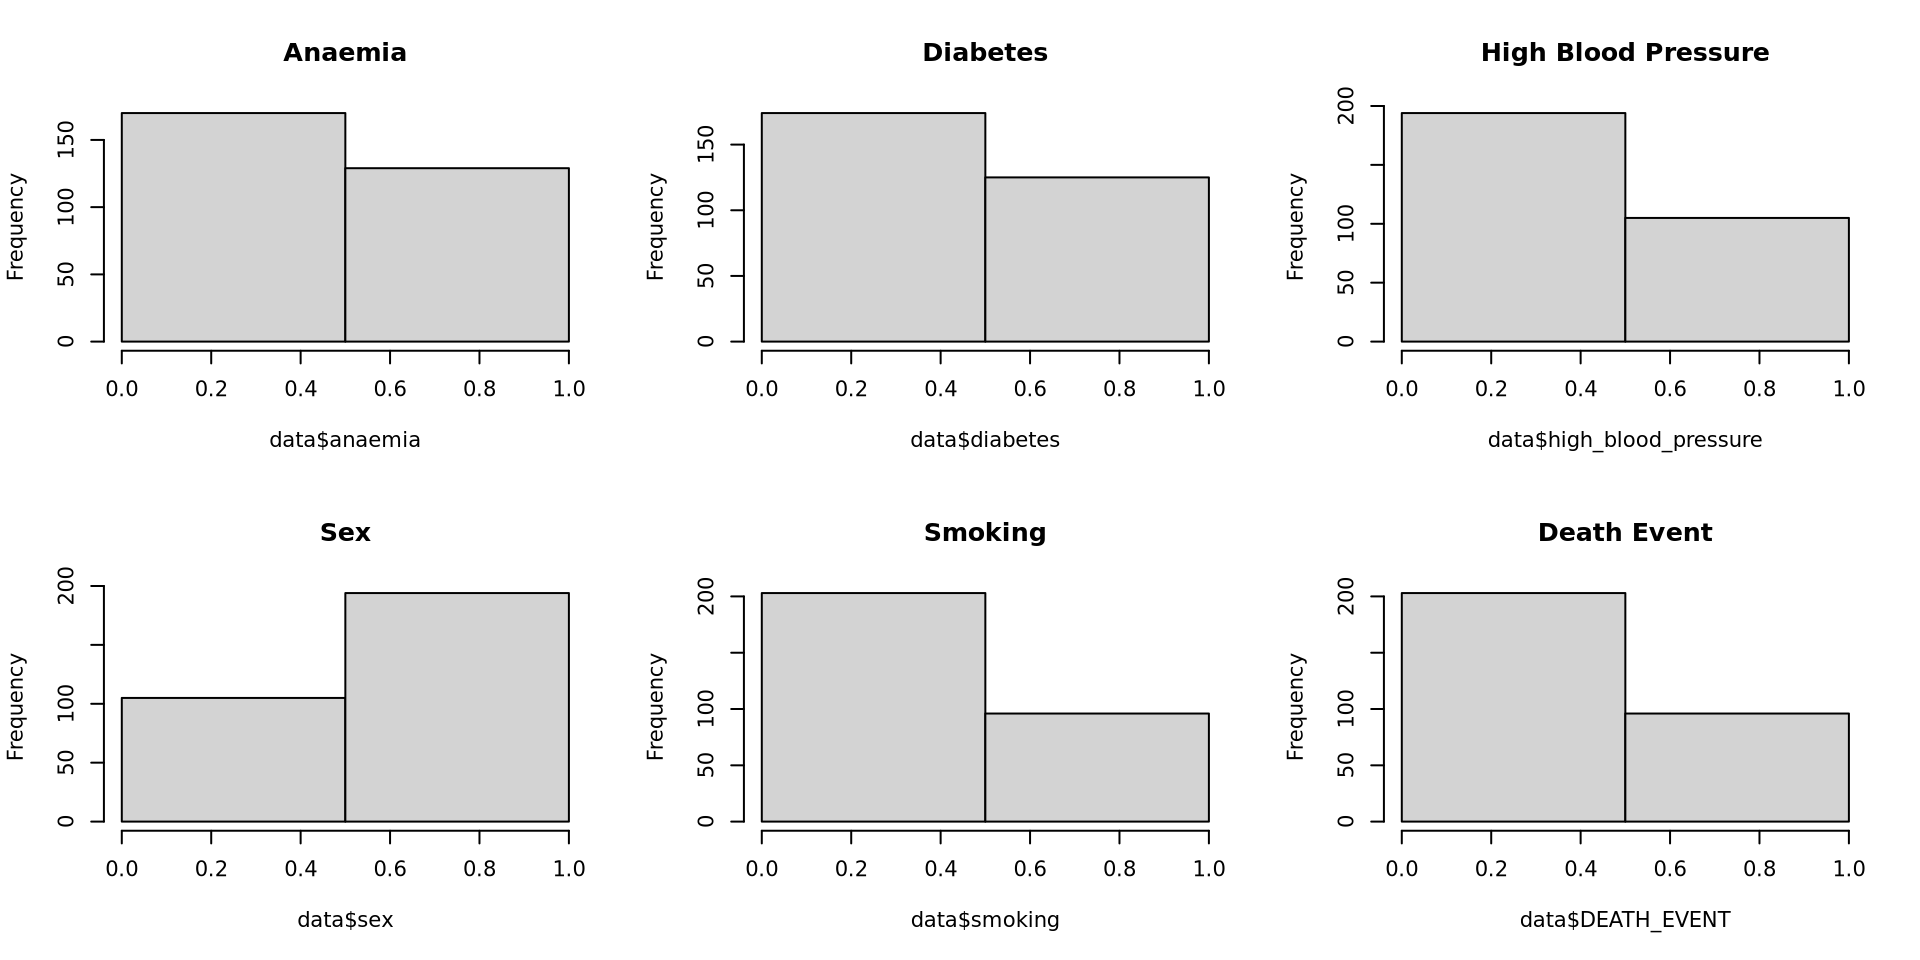 Anaemia
Frequency
150
100
50
0
0.0 0.2 0.4 0.6 0.8 1.0
data$anaemia
Diabetes
Frequency
150
100
50
0
0.0 0.2 0.4 0.6 0.8 1.0
data$diabetes
High Blood Pressure
Frequency
200
100
50
0
0.0 0.2 0.4 0.6 0.8 1.0
data$high_blood_pressure
Sex
Frequency
200
100
50
0
0.0 0.2 0.4 0.6 0.8 1.0
data$sex
Smoking
Frequency
200
100
50
0
0.0 0.2 0.4 0.6 0.8 1.0
data$smoking
Death Event
Frequency
200
100
50
0
0.0 0.2 0.4 0.6 0.8 1.0
data$DEATH_EVENT